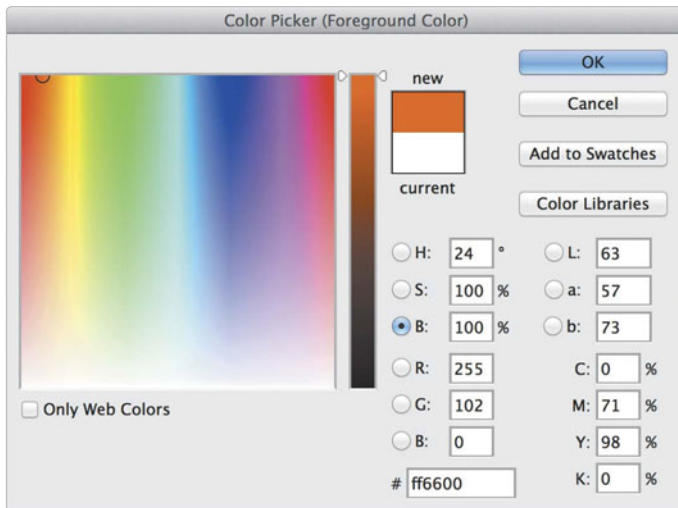 Color Picker (Foreground Color)
new
current
OK
Cancel
Add to Swatches
Color Libraries
H: 24 °
S: 100 %
B: 100 %
R: 255
G: 102
B: 0
# ff6600
L: 63
a: 57
b: 73
C: 0 %
M: 71 %
Y: 98 %
K: 0 %
Only Web Colors